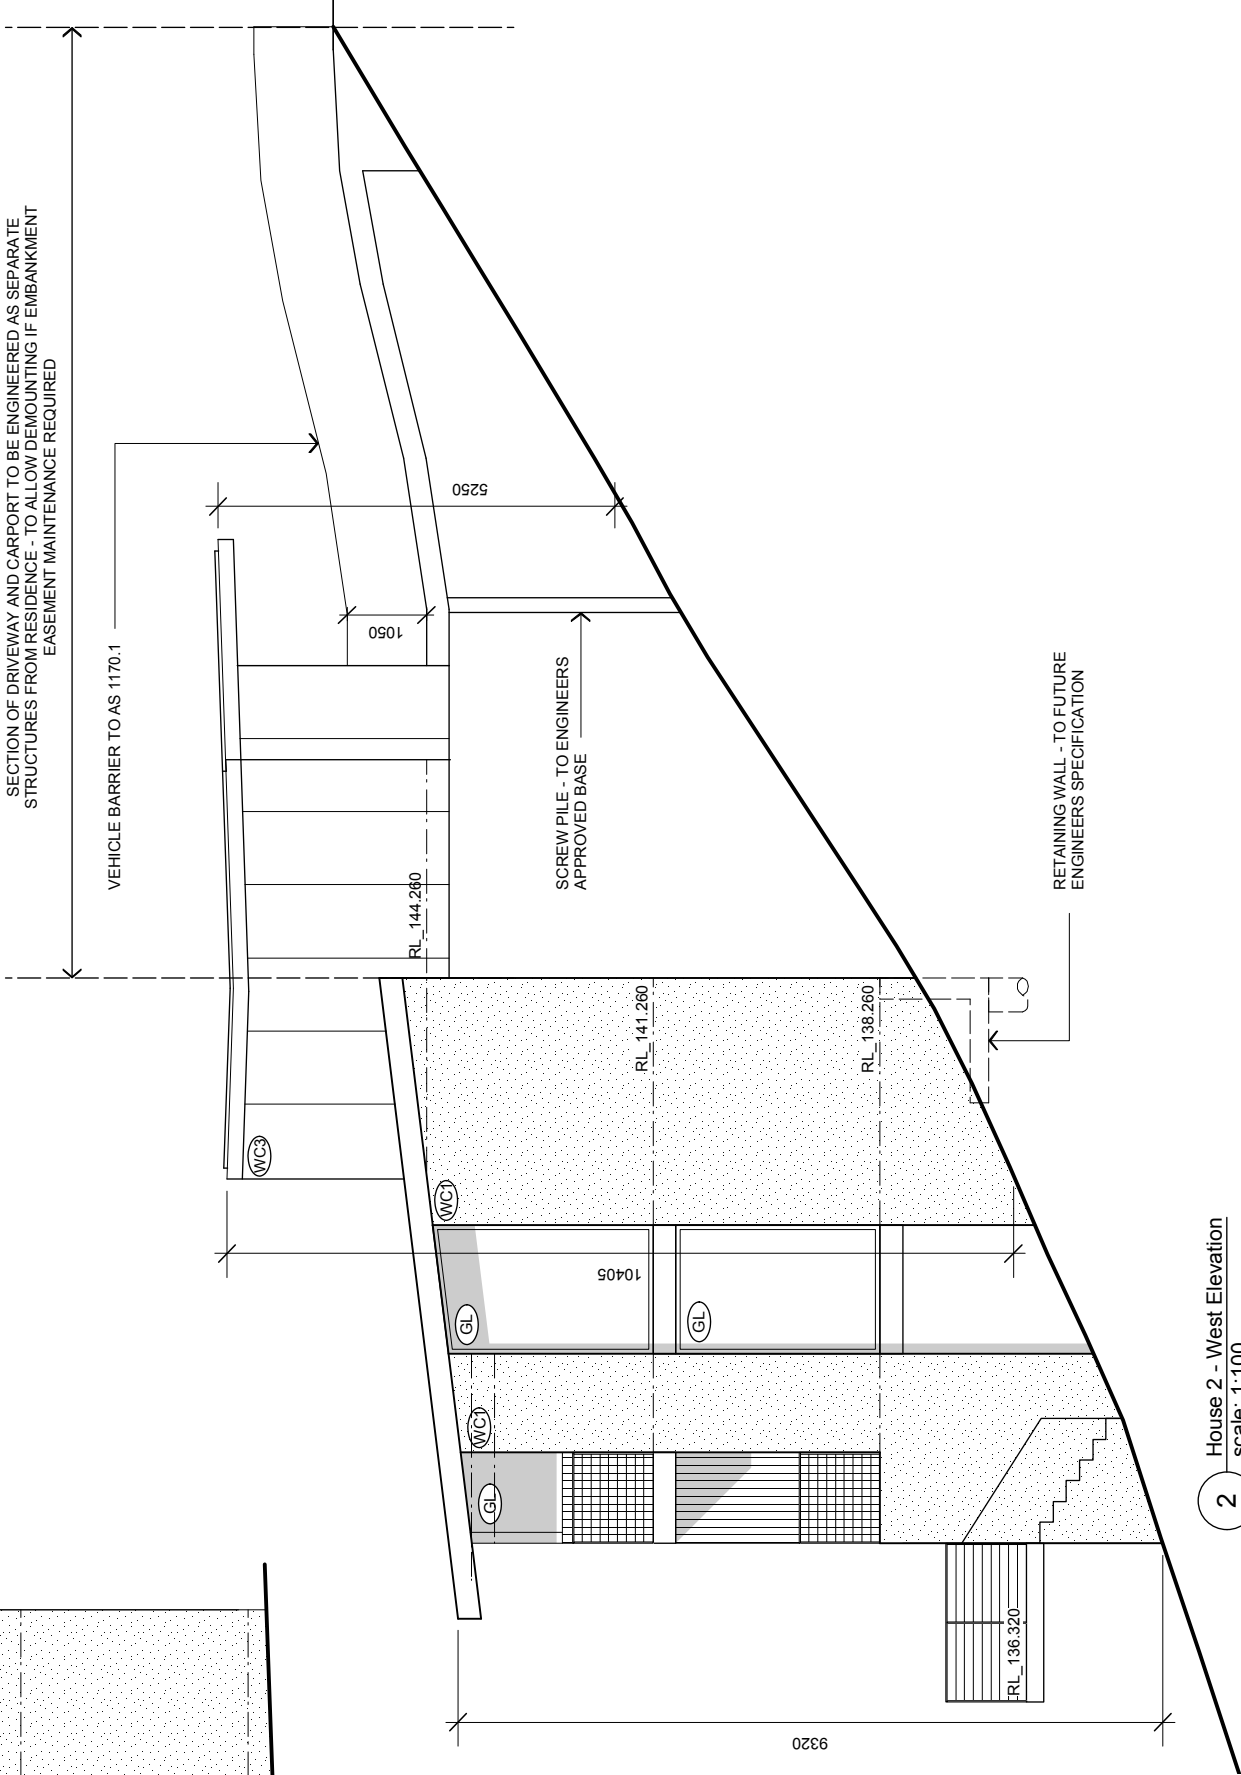 SECTION OF DRIVEWAY AND CARPORT TO BE ENGINEERED AS SEPARATE
STRUCTURES FROM RESIDENCE - TO ALLOW DEMOUNTING IF EMBANKMENT
EASEMENT MAINTENANCE REQUIRED
VEHICLE BARRIER TO AS 1170.1
5250
1050
WC3
RL_144.260
SCREW PILE - TO ENGINEERS
APPROVED BASE
RL_141.260
RL_138.260
RETAINING WALL - TO FUTURE
ENGINEERS SPECIFICATION
WC1
GL
10405
GL
WC1
GL
RL_136.320
9320
2
House 2 - West Elevation
scale: 1:100